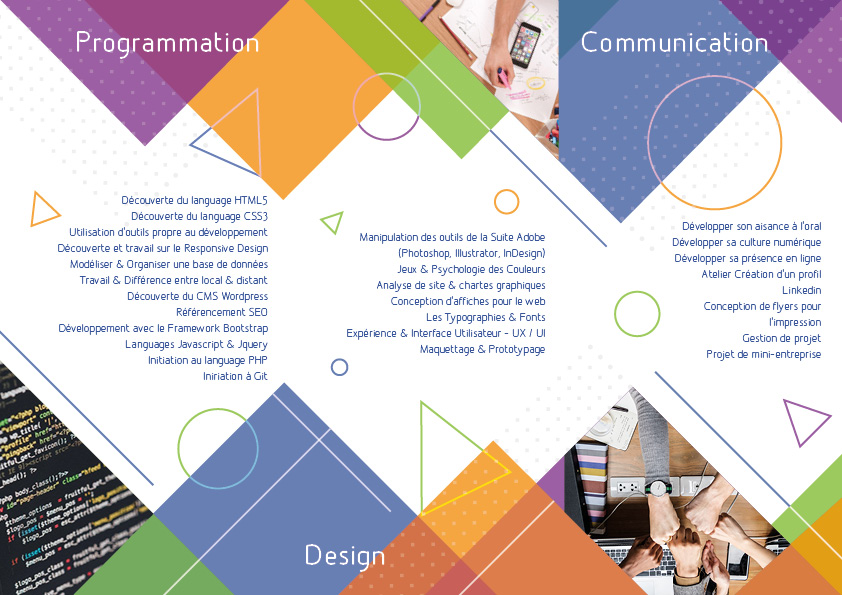 Programmation
Découverte du language HTML5
Découverte du language CSS3
Utilisation d'outils propre au développement
Découverte et travail sur le Responsive Design
Modéliser & Organiser une base de données
Travail & Différence entre local & distant
Découverte du CMS Wordpress
Référencement SEO
Développement avec le Framework Bootstrap
Languages Javascript & Jquery
Initiation au language PHP
Iniriation à Git
Manipulation des outils de la Suite Adobe
(Photoshop, Illustrator, InDesign)
Jeux & Psychologie des Couleurs
Analyse de site & chartes graphiques
Conception d'affiches pour le web
Les Typographies & Fonts
Expérience & Interface Utilisateur - UX / UI
Maquettage & Prototypage
Design
Communication
Développer son aisance à l'oral
Développer sa culture numérique
Développer sa présence en ligne
Atelier Création d'un profil
Linkedin
Conception de flyers pour
l'impression
Gestion de projet
Projet de mini-entreprise